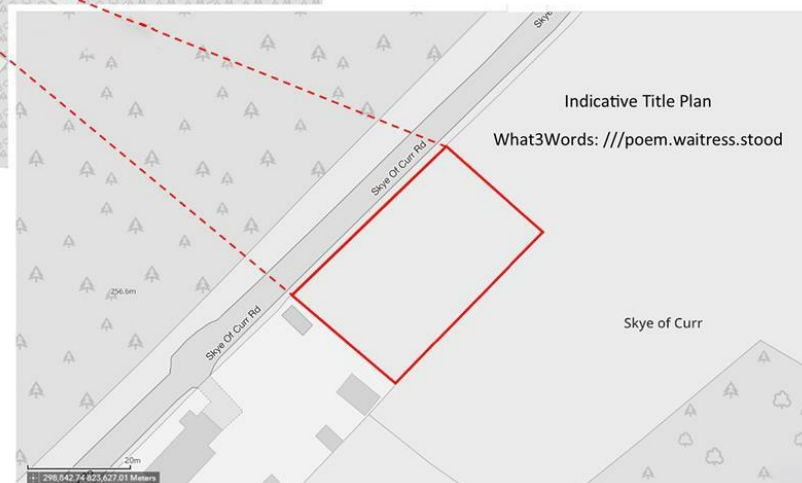 Skye
Indicative Title Plan
What3Words: ///poem.waitress.stood
Skye Of Curr Rd
256.6m
Skye of Curr
Skye Of Curr Rd
20m
298,642.74 823,627.01 Meters